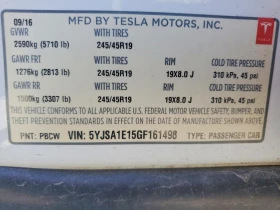 09/16
MFD BY TESLA MOTORS, INC.
GVWR WITH TIRES
2590kg (5710 lb) 245/45R19
GAWR FRT WITH TIRES RIM COLD TIRE PRESSURE
1276kg (2813 lb) 245/45R19 19X8.0 J 310 kPa, 45 psi
GAWR RR WITH TIRES RIM COLD TIRE PRESSURE
1500kg (3307 lb) 245/45R19 19X8.0 J 310 kPa, 45 psi
THIS VEHICLE CONFORMS TO ALL APPLICABLE U.S. FEDERAL MOTOR VEHICLE SAFETY, BUMPER,
AND THEFT PREVENTION STANDARDS IN EFFECT ON THE
DATE OF MANUFACTURE SHOWN ABOVE.
PNT: PBCW VIN: 5YJSA1E15GF161498 TYPE: PASSENGER CAR
TESLA